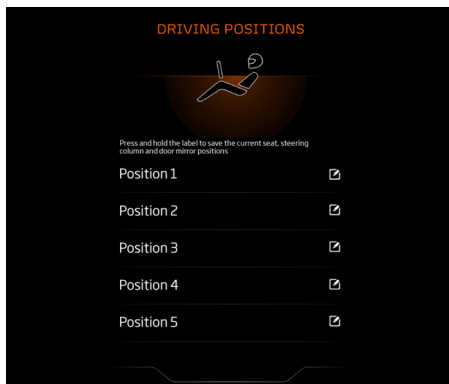 DRIVING POSITIONS
Press and hold the label to save the current seat, steering
column and door mirror positions
Position 1
Position 2
Position 3
Position 4
Position 5